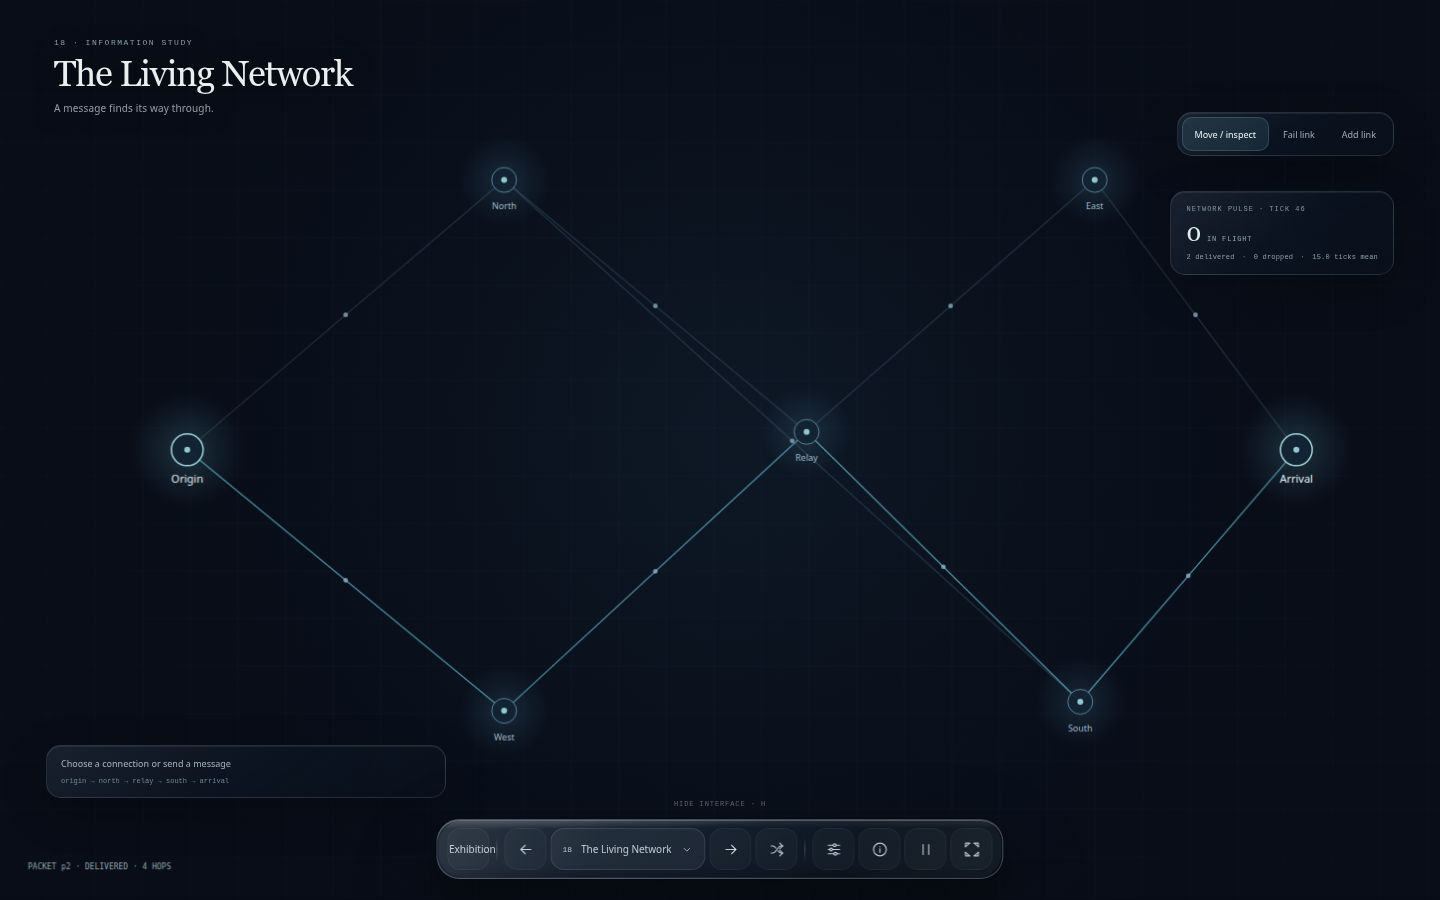 18 · INFORMATION STUDY
The Living Network
A message finds its way through.
Move / inspect
Fail link
Add link
North
East
NETWORK PULSE · TICK 46
0 IN FLIGHT
2 delivered · 0 dropped · 15.0 ticks mean
Relay
Origin
Arrival
West
South
Choose a connection or send a message
origin → north → relay → south → arrival
HIDE INTERFACE · H
Exhibition
18 The Living Network
PACKET p2 · DELIVERED · 4 HOPS